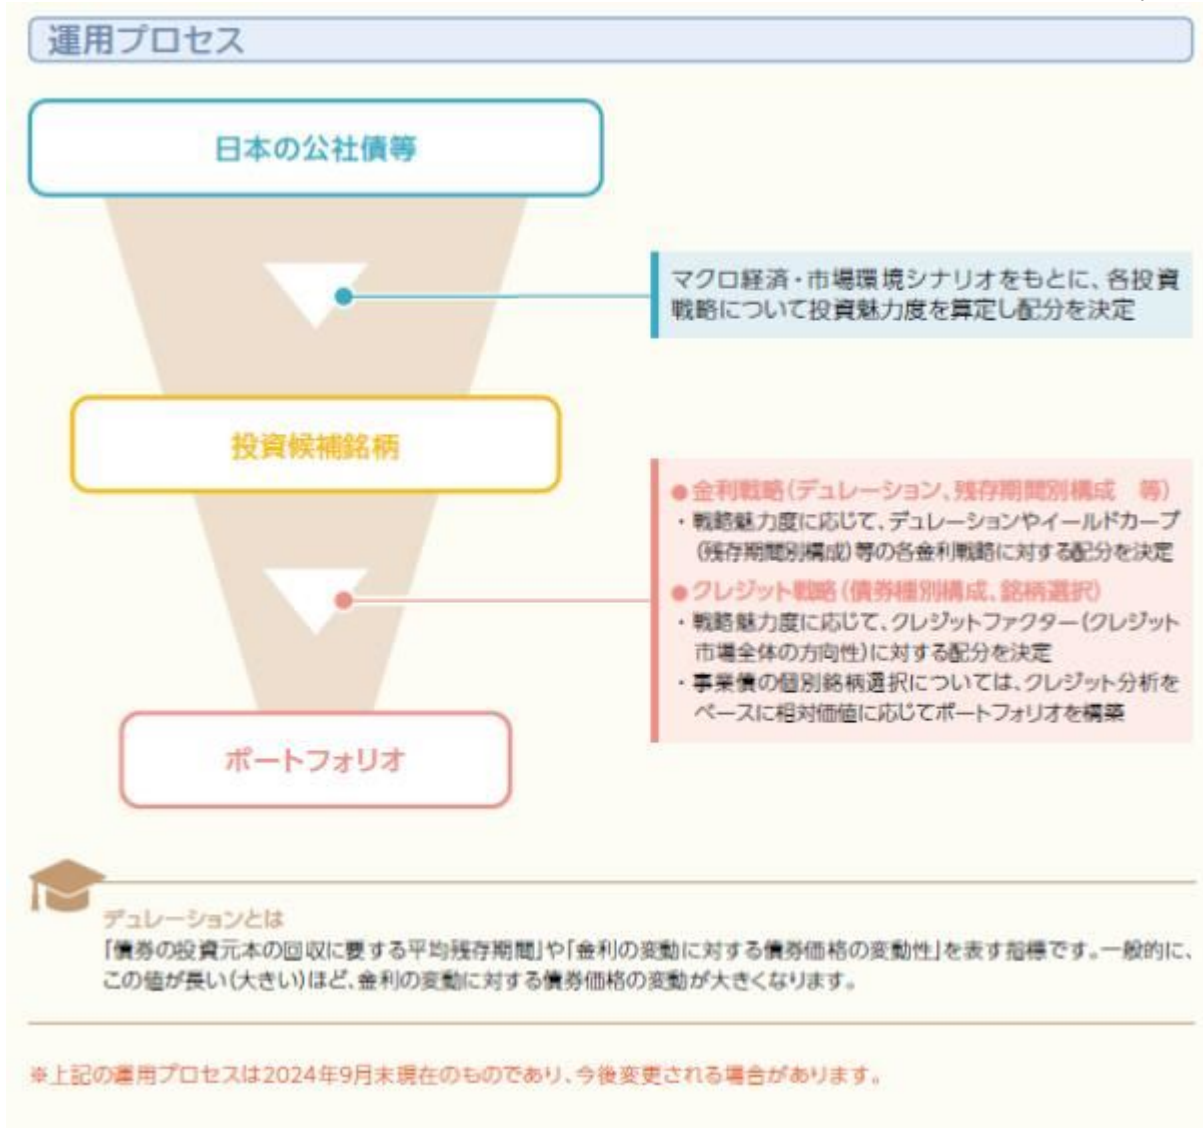 運用プロセス
日本の公社債等
マクロ経済・市場環境シナリオをもとに、各投資
戦略について投資魅力度を算定し配分を決定
投資候補銘柄
●金利戦略(デュレーション、残存期間別構成　等)
・戦略魅力度に応じて、デュレーションやイールドカーブ
(残存期間別構成)等の各金利戦略に対する配分を決定
●クレジット戦略(債券種別構成、銘柄選択)
・戦略魅力度に応じて、クレジットファクター(クレジット
市場全体の方向性)に対する配分を決定
・事業債の個別銘柄選択については、クレジット分析を
ベースに相対価値に応じてポートフォリオを構築
ポートフォリオ
デュレーションとは
「債券の投資元本の回収に要する平均残存期間」や「金利の変動に対する債券価格の変動性」を表す指標です。一般的に、
この値が長い(大きい)ほど、金利の変動に対する債券価格の変動が大きくなります。
※上記の運用プロセスは2024年9月末現在のものであり、今後変更される場合があります。